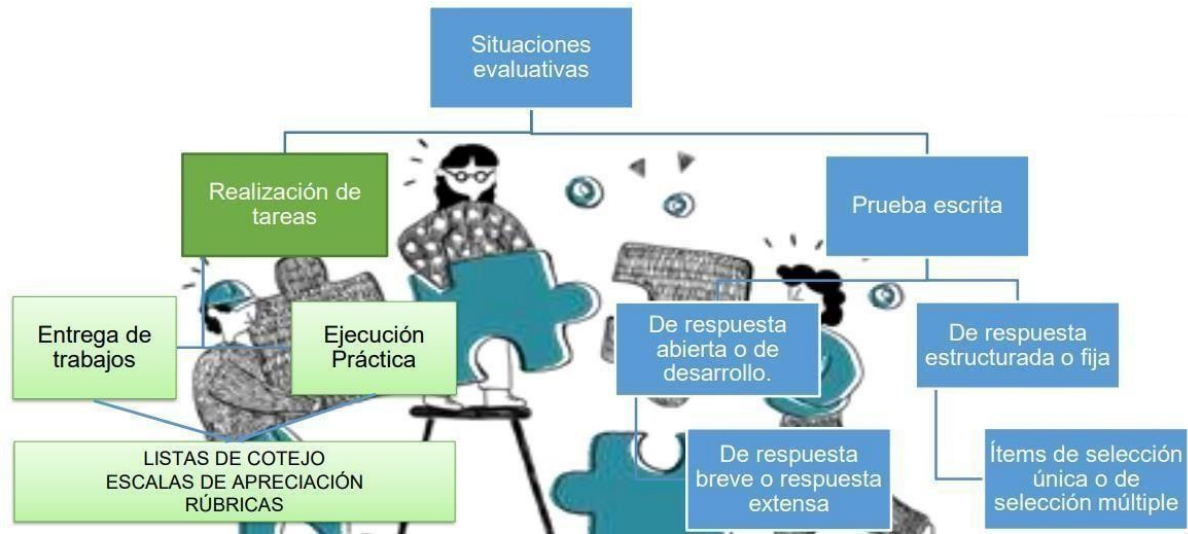 Situaciones
evaluativas
Realización de
tareas
Prueba escrita
Entrega de
trabajos
Ejecución
Práctica
De respuesta
abierta o de
desarrollo.
De respuesta
estructurada o fija
LISTAS DE COTEJO
ESCALAS DE APRECIACIÓN
RÚBRICAS
De respuesta
breve o respuesta
extensa
Ítems de selección
única o de
selección múltiple